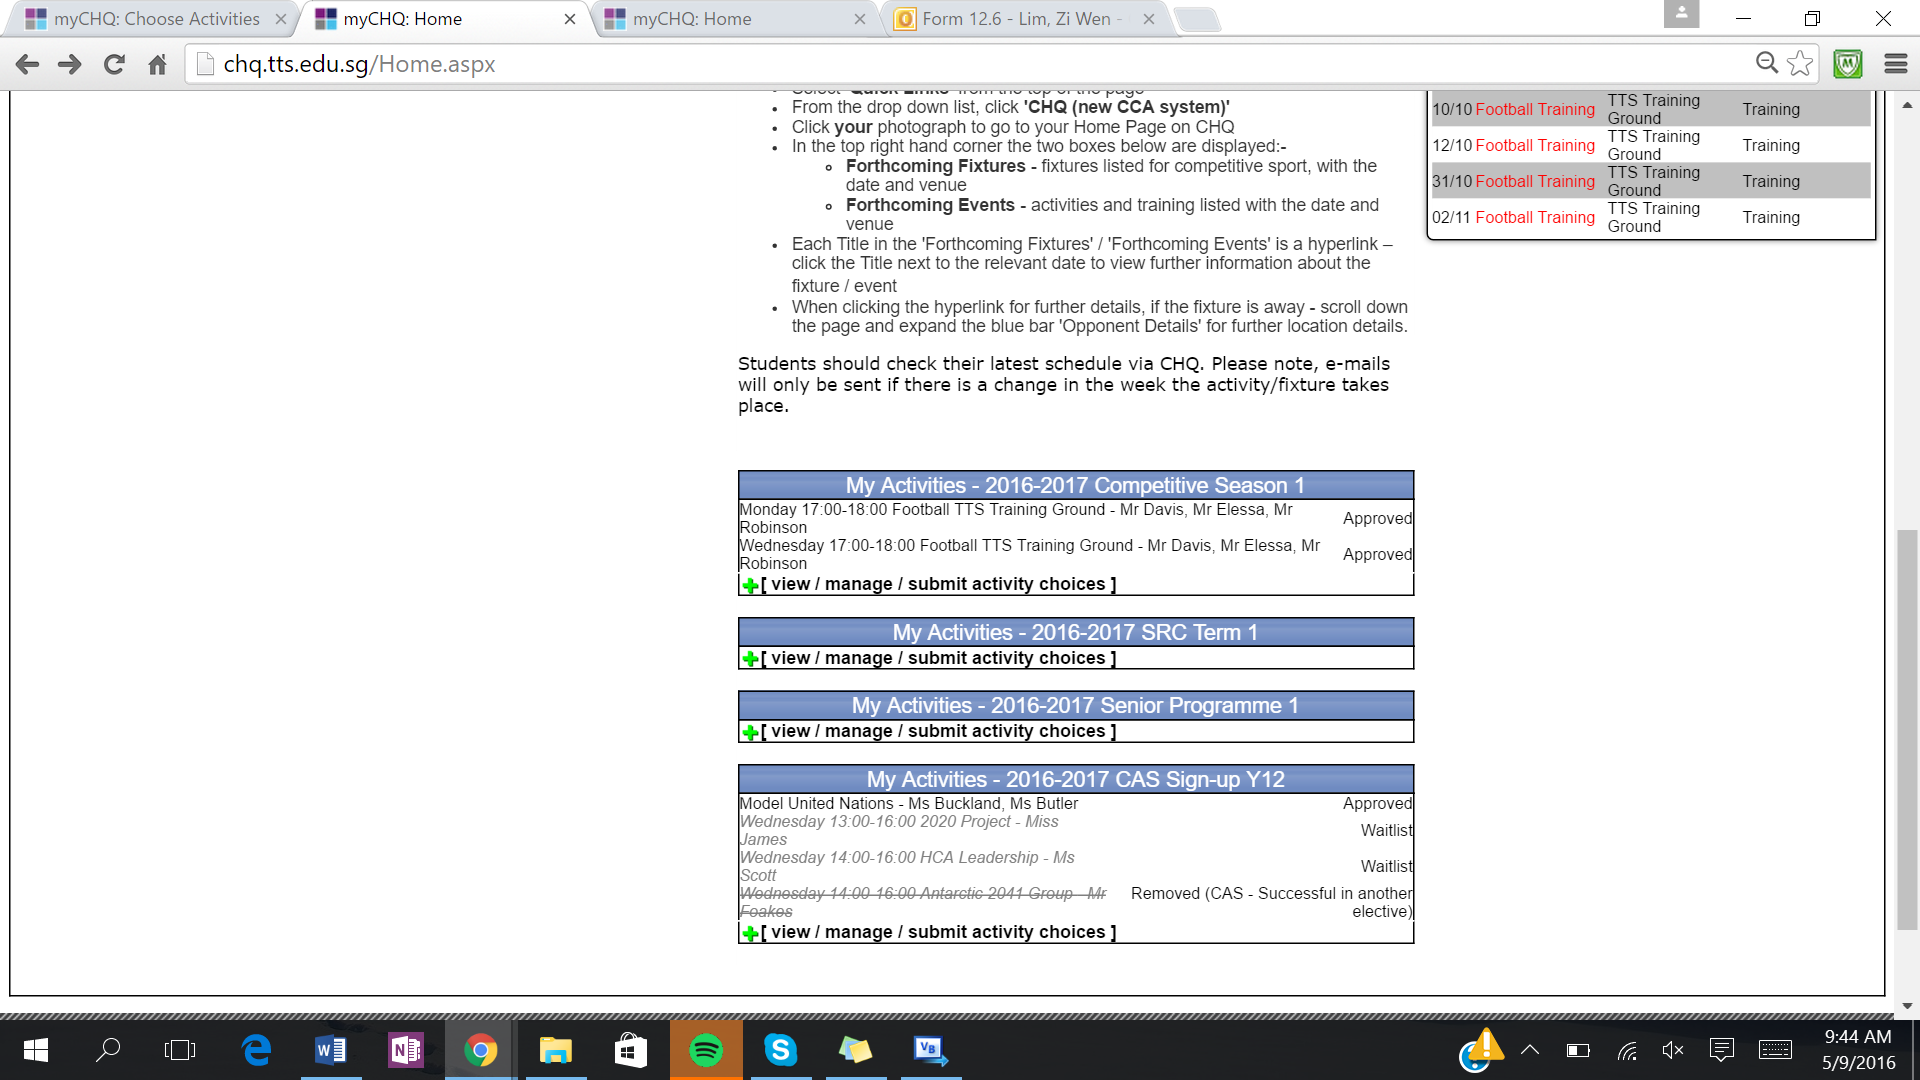 myCHQ: Choose Activities
myCHQ: Home
myCHQ: Home
Form 12.6 - Lim, Zi Wen -
chq.tts.edu.sg/Home.aspx
Select 'Quick Links' from the top of the page
From the drop down list, click 'CHQ (new CCA system)'
Click your photograph to go to your Home Page on CHQ
In the top right hand corner the two boxes below are displayed:-
Forthcoming Fixtures - fixtures listed for competitive sport, with the
date and venue
Forthcoming Events - activities and training listed with the date and
venue
Each Title in the 'Forthcoming Fixtures' / 'Forthcoming Events' is a hyperlink –
click the Title next to the relevant date to view further information about the
fixture / event
When clicking the hyperlink for further details, if the fixture is away - scroll down
the page and expand the blue bar 'Opponent Details' for further location details.
Students should check their latest schedule via CHQ. Please note, e-mails
will only be sent if there is a change in the week the activity/fixture takes
place.
10/10 Football Training TTS Training Ground Training
12/10 Football Training TTS Training Ground Training
31/10 Football Training TTS Training Ground Training
02/11 Football Training TTS Training Ground Training
My Activities - 2016-2017 Competitive Season 1
Monday 17:00-18:00 Football TTS Training Ground - Mr Davis, Mr Elessa, Mr
Robinson
Approved
Wednesday 17:00-18:00 Football TTS Training Ground - Mr Davis, Mr Elessa, Mr
Robinson
Approved
[ view / manage / submit activity choices ]
My Activities - 2016-2017 SRC Term 1
[ view / manage / submit activity choices ]
My Activities - 2016-2017 Senior Programme 1
[ view / manage / submit activity choices ]
My Activities - 2016-2017 CAS Sign-up Y12
Model United Nations - Ms Buckland, Ms Butler Approved
Wednesday 13:00-16:00 2020 Project - Miss
James
Waitlist
Wednesday 14:00-16:00 HCA Leadership - Ms
Scott
Waitlist
Wednesday 14:00-16:00 Antarctic 2041 Group - Mr
Foakes
Removed (CAS - Successful in another
elective)
[ view / manage / submit activity choices ]
9:44 AM
5/9/2016